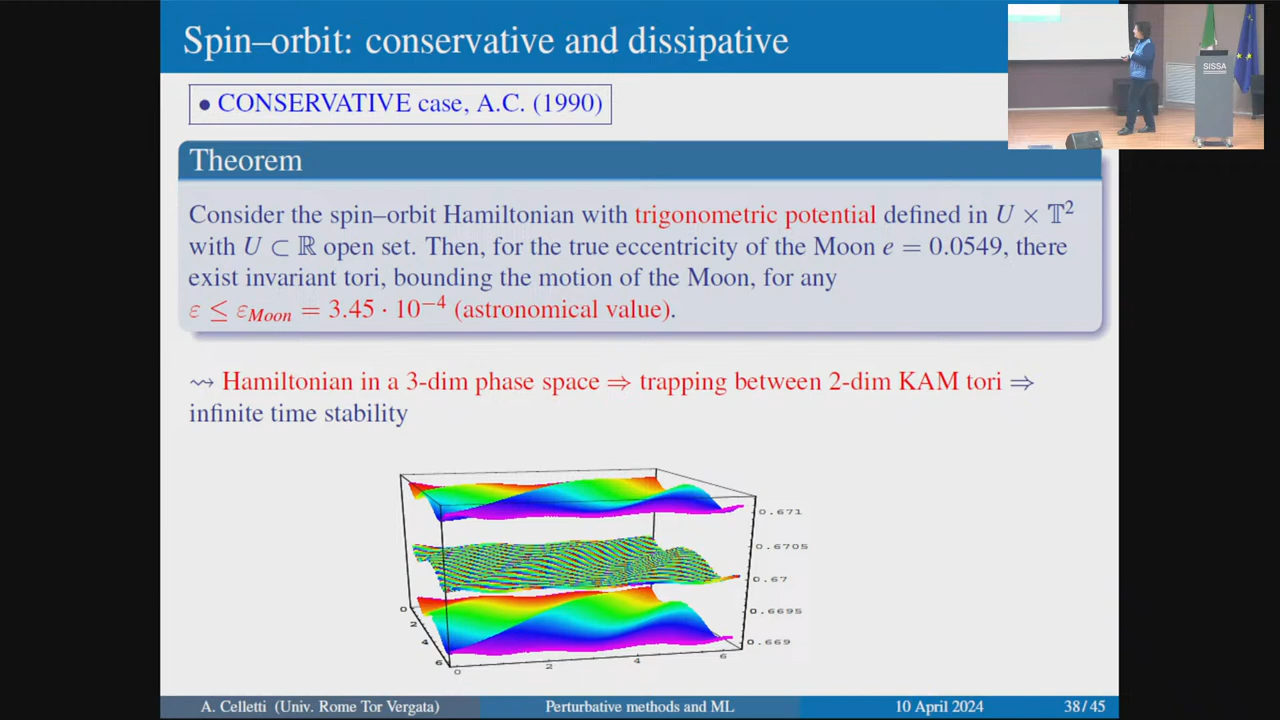 Spin–orbit: conservative and dissipative
SISSA
• CONSERVATIVE case, A.C. (1990)
Theorem
Consider the spin–orbit Hamiltonian with trigonometric potential defined in U × 𝕋²
with U ⊂ ℝ open set. Then, for the true eccentricity of the Moon e = 0.0549, there
exist invariant tori, bounding the motion of the Moon, for any
ε ≤ ε_Moon = 3.45 · 10⁻⁴ (astronomical value).
⇝ Hamiltonian in a 3-dim phase space ⇒ trapping between 2-dim KAM tori ⇒
infinite time stability
0.671
0.6705
0.67
0.6695
0.669
0
2
4
6
0
2
4
6
A. Celletti (Univ. Rome Tor Vergata)
Perturbative methods and ML
10 April 2024
38 / 45